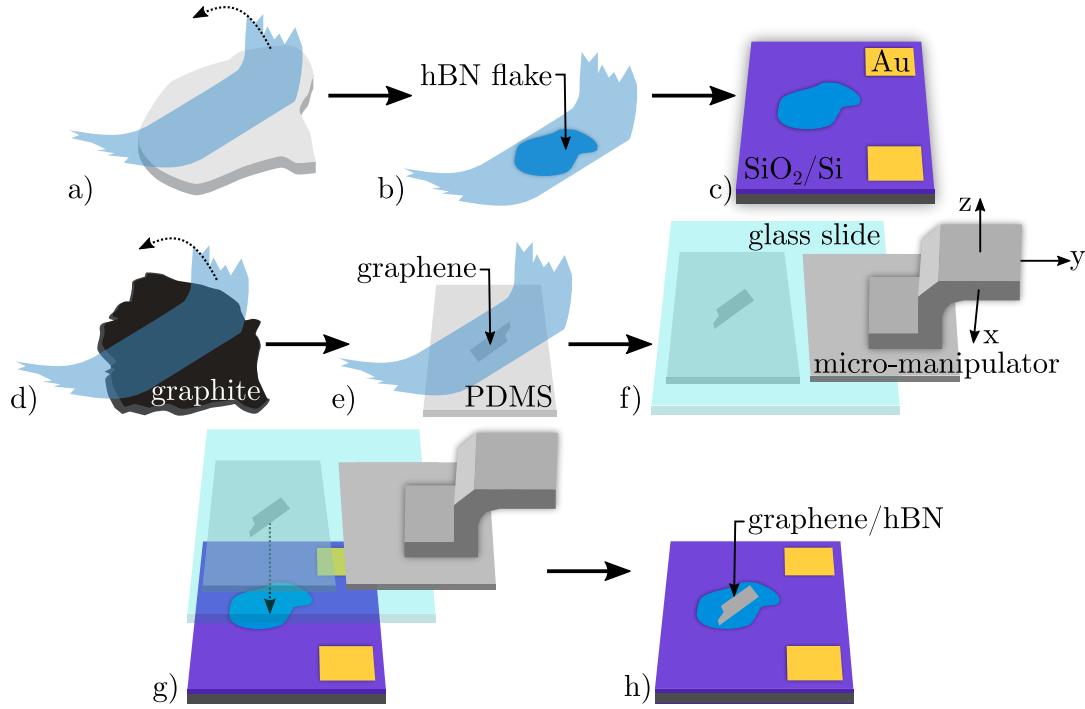 a)
hBN flake
b)
Au
SiO₂/Si
c)
graphite
d)
graphene
PDMS
e)
glass slide
z
y
x
micro-manipulator
f)
g)
graphene/hBN
h)